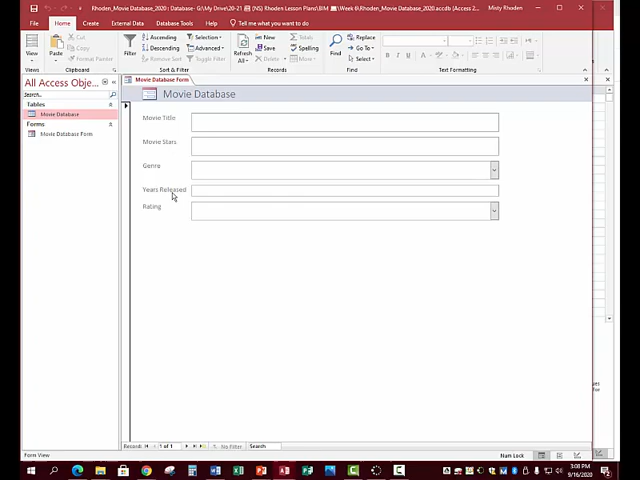 Rhoden_Movie Database_2020 : Database- G:\My Drive\20-21 (NS) Rhoden Lesson Plans\BIM \Week 6\Rhoden_Movie Database_2020.accdb (Access 2... Misty Rhoden
File Home Create External Data Database Tools Help Tell me what you want to do
View
Paste
Cut
Copy
Format Painter
Filter
Ascending
Descending
Remove Sort
Selection
Advanced
Toggle Filter
Refresh
All
New
Save
Delete
Totals
Spelling
More
Find
Replace
Go To
Select
B I U
Views Clipboard Sort & Filter Records Find Text Formatting
All Access Obje...
Search...
Tables
Movie Database
Forms
Movie Database Form
Movie Database Form
Movie Database
Movie Title
Movie Stars
Genre
Years Released
Rating
Record: 1 of 1 No Filter Search
Form View
Num Lock
3:08 PM
9/16/2020